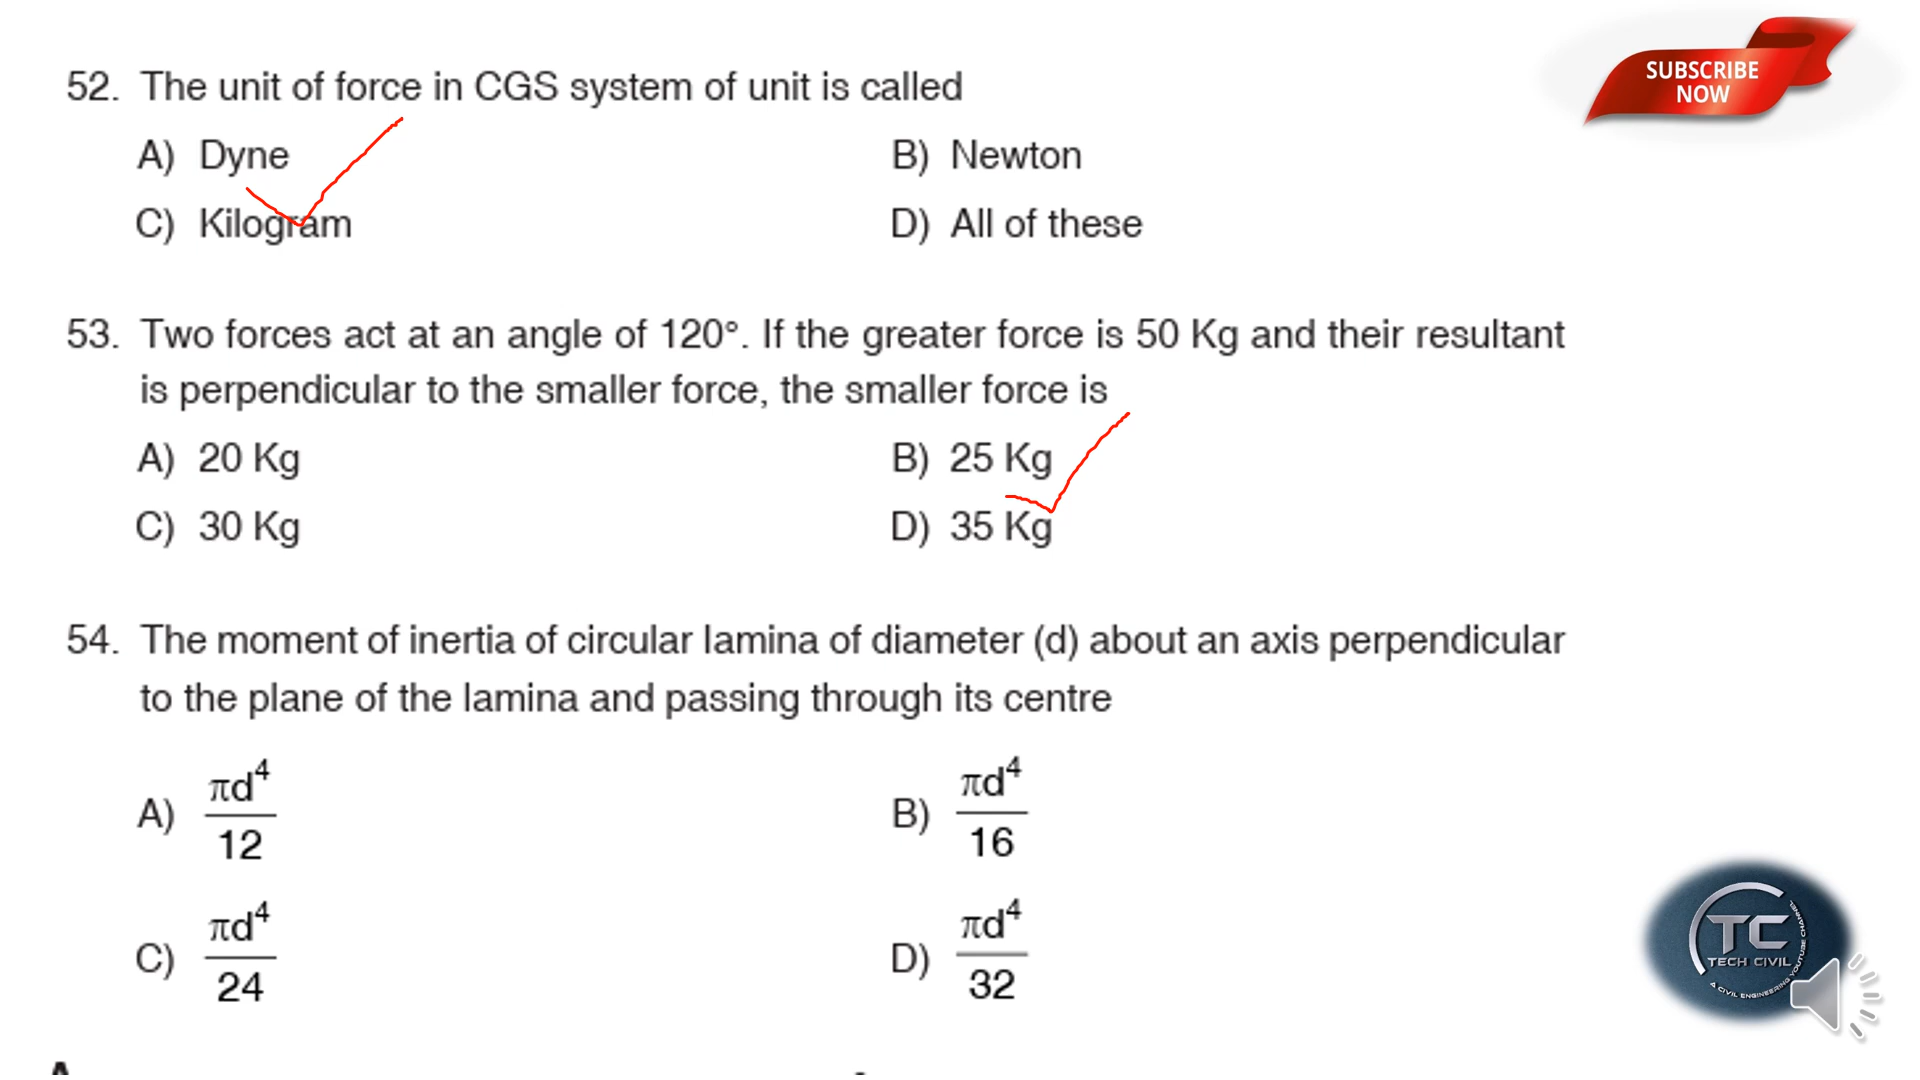 SUBSCRIBE
NOW
52. The unit of force in CGS system of unit is called
A) Dyne B) Newton
C) Kilogram D) All of these
53. Two forces act at an angle of 120°. If the greater force is 50 Kg and their resultant
is perpendicular to the smaller force, the smaller force is
A) 20 Kg B) 25 Kg
C) 30 Kg D) 35 Kg
54. The moment of inertia of circular lamina of diameter (d) about an axis perpendicular
to the plane of the lamina and passing through its centre
A) πd⁴/12 B) πd⁴/16
C) πd⁴/24 D) πd⁴/32
TC
TECH CIVIL
A CIVIL ENGINEERING YOUTUBE CHANNEL